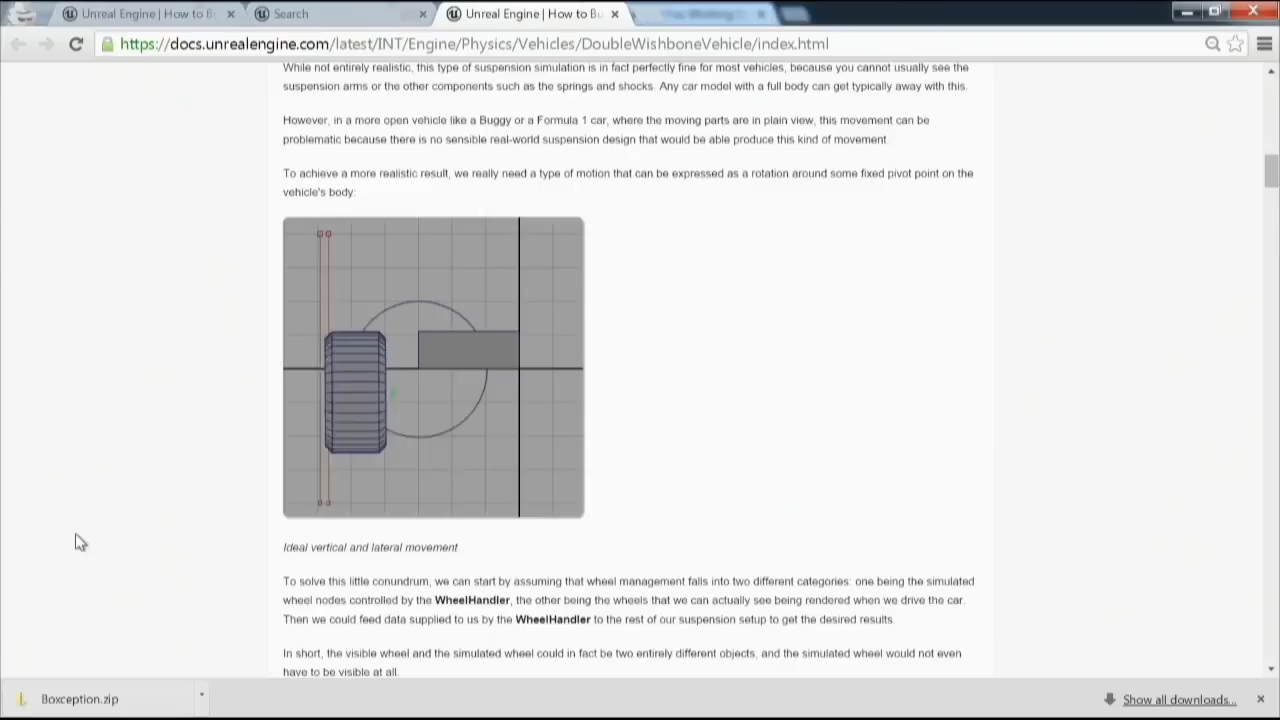 Unreal Engine | How to B
Search
Unreal Engine | How to Bu
https://docs.unrealengine.com/latest/INT/Engine/Physics/Vehicles/DoubleWishboneVehicle/index.html
While not entirely realistic, this type of suspension simulation is in fact perfectly fine for most vehicles, because you cannot usually see the
suspension arms or the other components such as the springs and shocks. Any car model with a full body can get typically away with this.
However, in a more open vehicle like a Buggy or a Formula 1 car, where the moving parts are in plain view, this movement can be
problematic because there is no sensible real-world suspension design that would be able produce this kind of movement.
To achieve a more realistic result, we really need a type of motion that can be expressed as a rotation around some fixed pivot point on the
vehicle's body:
Ideal vertical and lateral movement
To solve this little conundrum, we can start by assuming that wheel management falls into two different categories: one being the simulated
wheel nodes controlled by the WheelHandler, the other being the wheels that we can actually see being rendered when we drive the car.
Then we could feed data supplied to us by the WheelHandler to the rest of our suspension setup to get the desired results.
In short, the visible wheel and the simulated wheel could in fact be two entirely different objects, and the simulated wheel would not even
have to be visible at all.
Boxception.zip
Show all downloads...